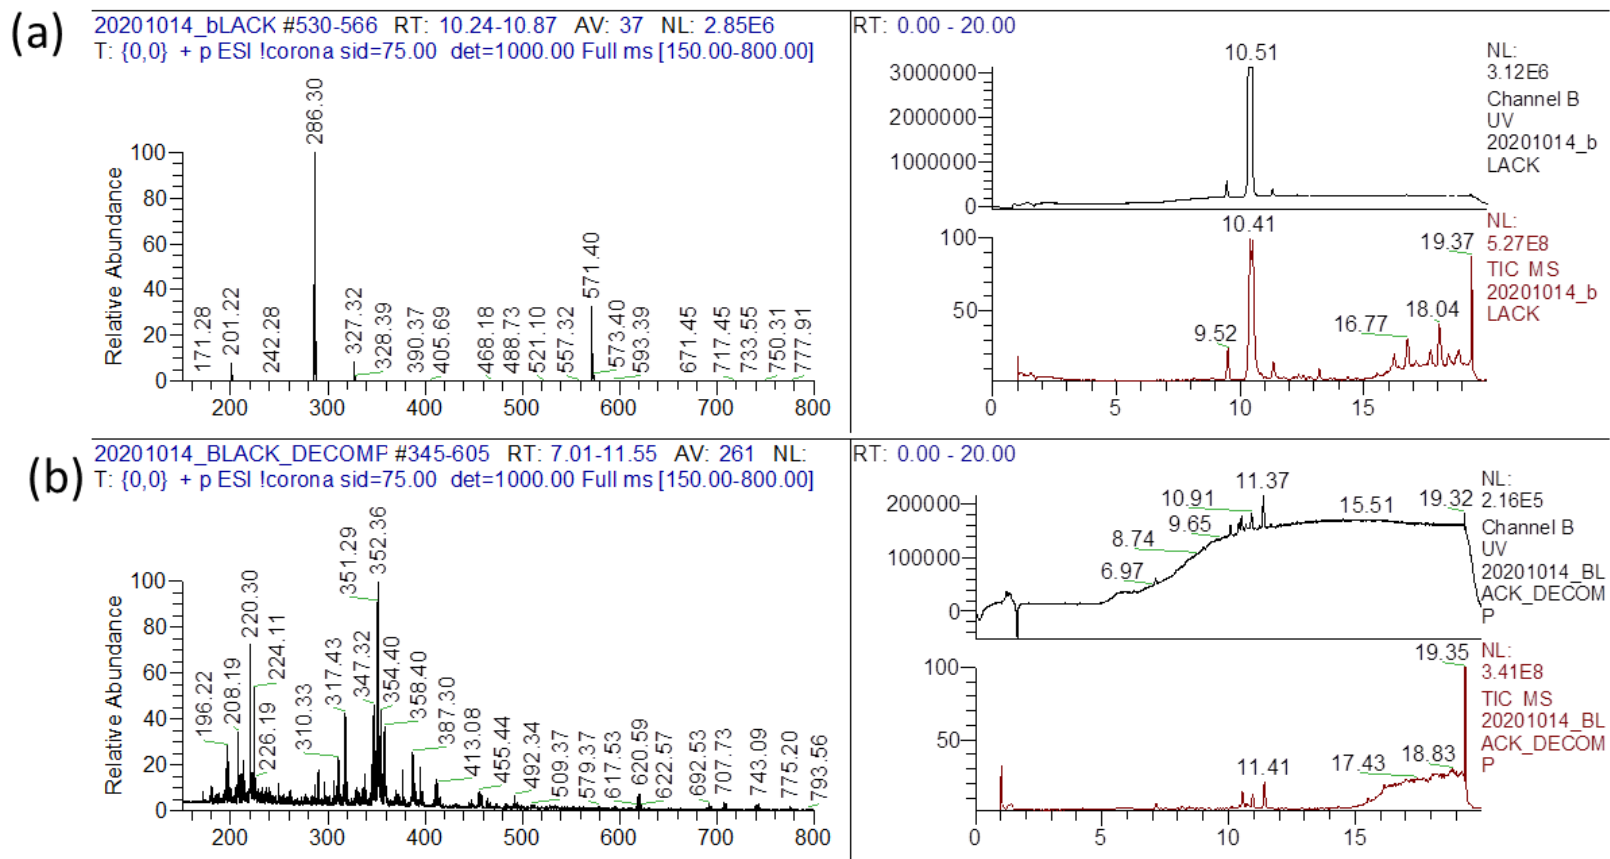 (a)
20201014_bLACK #530-566 RT: 10.24-10.87 AV: 37 NL: 2.85E6
T: {0,0} + p ESI !corona sid=75.00 det=1000.00 Full ms [150.00-800.00]
Relative Abundance
100
80
60
40
20
0
171.28
201.22
242.28
286.30
327.32
328.39
390.37
405.69
468.18
488.73
521.10
557.32
571.40
573.40
593.39
671.45
717.45
733.55
750.31
777.91
200 300 400 500 600 700 800
RT: 0.00 - 20.00
3000000
2000000
1000000
0
10.51
NL:
3.12E6
Channel B
UV
20201014_b
LACK
100
50
9.52
10.41
16.77
18.04
19.37
NL:
5.27E8
TIC MS
20201014_b
LACK
0 5 10 15
(b)
20201014_BLACK_DECOMP #345-605 RT: 7.01-11.55 AV: 261 NL:
T: {0,0} + p ESI !corona sid=75.00 det=1000.00 Full ms [150.00-800.00]
Relative Abundance
100
80
60
40
20
0
196.22
208.19
220.30
224.11
226.19
310.33
317.43
347.32
351.29
352.36
354.40
358.40
387.30
413.08
455.44
492.34
509.37
579.37
617.53
620.59
622.57
692.53
707.73
743.09
775.20
793.56
200 300 400 500 600 700 800
RT: 0.00 - 20.00
200000
100000
0
6.97
8.74
9.65
10.91
11.37
15.51
19.32
NL:
2.16E5
Channel B
UV
20201014_BL
ACK_DECOM
P
100
50
11.41
17.43
18.83
19.35
NL:
3.41E8
TIC MS
20201014_BL
ACK_DECOM
P
0 5 10 15